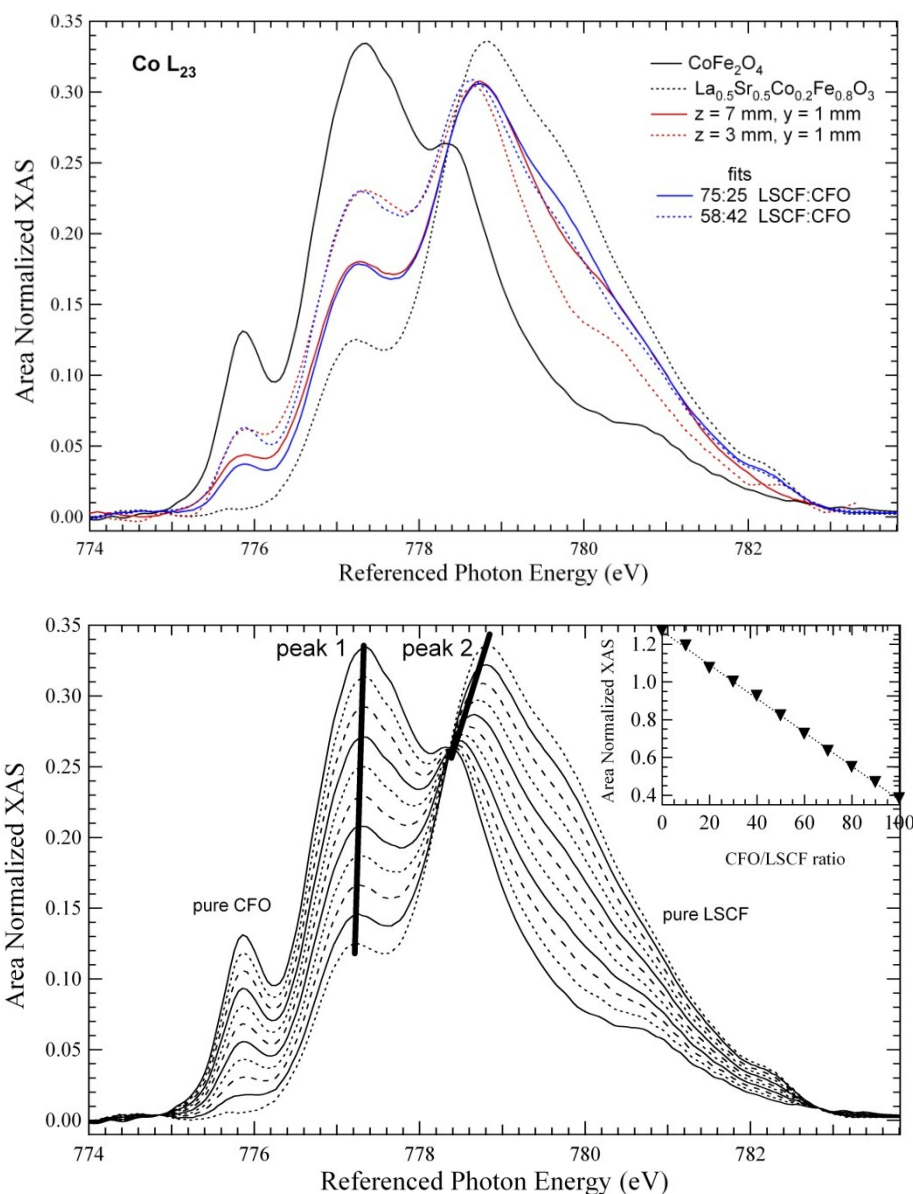 0.35
0.30
0.25
0.20
0.15
0.10
0.05
0.00
Area Normalized XAS
Co L₂₃
CoFe₂O₄
La₀.₅Sr₀.₅Co₀.₂Fe₀.₈O₃
z = 7 mm, y = 1 mm
z = 3 mm, y = 1 mm
fits
75:25 LSCF:CFO
58:42 LSCF:CFO
774 776 778 780 782
Referenced Photon Energy (eV)
0.35
0.30
0.25
0.20
0.15
0.10
0.05
0.00
Area Normalized XAS
peak 1 peak 2
pure CFO
pure LSCF
1.2
1.0
0.8
0.6
0.4
Area Normalized XAS
0 20 40 60 80 100
CFO/LSCF ratio
774 776 778 780 782
Referenced Photon Energy (eV)